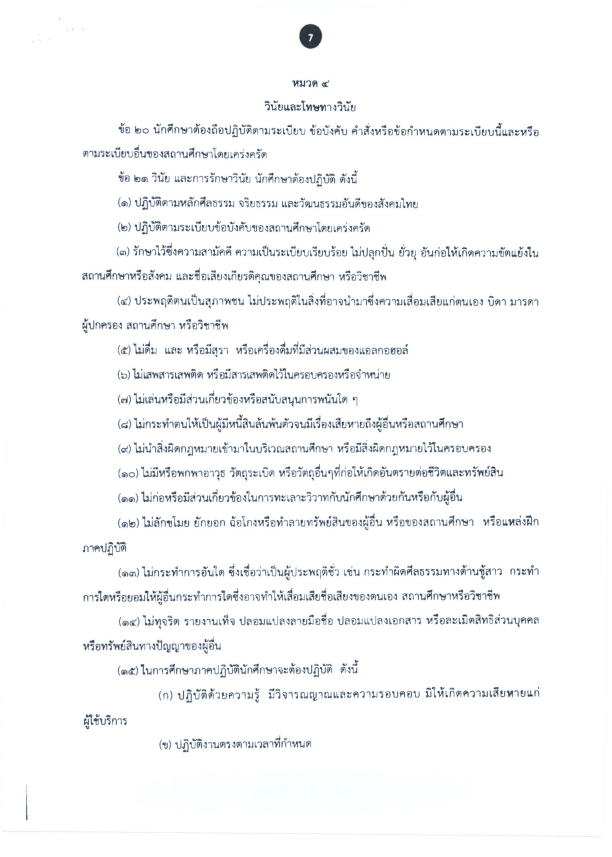 7
หมวด ๔
วินัยและโทษทางวินัย
ข้อ ๒๐ นักศึกษาต้องถือปฏิบัติตามระเบียบ ข้อบังคับ คำสั่งหรือข้อกำหนดตามระเบียบนี้และหรือ
ตามระเบียบอื่นของสถานศึกษาโดยเคร่งครัด
ข้อ ๒๑ วินัย และการรักษาวินัย นักศึกษาต้องปฏิบัติ ดังนี้
(๑) ปฏิบัติตามหลักศีลธรรม จริยธรรม และวัฒนธรรมอันดีของสังคมไทย
(๒) ปฏิบัติตามระเบียบข้อบังคับของสถานศึกษาโดยเคร่งครัด
(๓) รักษาไว้ซึ่งความสามัคคี ความเป็นระเบียบเรียบร้อย ไม่ปลุกปั่น ยั่วยุ อันก่อให้เกิดความขัดแย้งใน
สถานศึกษาหรือสังคม และชื่อเสียงเกียรติคุณของสถานศึกษา หรือวิชาชีพ
(๔) ประพฤติตนเป็นสุภาพชน ไม่ประพฤติในสิ่งที่อาจนำมาซึ่งความเสื่อมเสียแก่ตนเอง บิดา มารดา
ผู้ปกครอง สถานศึกษา หรือวิชาชีพ
(๕) ไม่ดื่ม และ หรือมีสุรา หรือเครื่องดื่มที่มีส่วนผสมของแอลกอฮอล์
(๖) ไม่เสพสารเสพติด หรือมีสารเสพติดไว้ในครอบครองหรือจำหน่าย
(๗) ไม่เล่นหรือมีส่วนเกี่ยวข้องหรือสนับสนุนการพนันใด ๆ
(๘) ไม่กระทำตนให้เป็นผู้มีหนี้สินล้นพ้นตัวจนมีเรื่องเสียหายถึงผู้อื่นหรือสถานศึกษา
(๙) ไม่นำสิ่งผิดกฎหมายเข้ามาในบริเวณสถานศึกษา หรือมีสิ่งผิดกฎหมายไว้ในครอบครอง
(๑๐) ไม่มีหรือพกพาอาวุธ วัตถุระเบิด หรือวัตถุอื่นๆที่ก่อให้เกิดอันตรายต่อชีวิตและทรัพย์สิน
(๑๑) ไม่ก่อหรือมีส่วนเกี่ยวข้องในการทะเลาะวิวาทกับนักศึกษาด้วยกันหรือกับผู้อื่น
(๑๒) ไม่ลักขโมย ยักยอก ฉ้อโกงหรือทำลายทรัพย์สินของผู้อื่น หรือของสถานศึกษา หรือแหล่งฝึก
ภาคปฏิบัติ
(๑๓) ไม่กระทำการอันใด ซึ่งเชื่อว่าเป็นผู้ประพฤติชั่ว เช่น กระทำผิดศีลธรรมทางด้านชู้สาว กระทำ
การใดหรือยอมให้ผู้อื่นกระทำการใดซึ่งอาจทำให้เสื่อมเสียชื่อเสียงของตนเอง สถานศึกษาหรือวิชาชีพ
(๑๔) ไม่ทุจริต รายงานเท็จ ปลอมแปลงลายมือชื่อ ปลอมแปลงเอกสาร หรือละเมิดสิทธิส่วนบุคคล
หรือทรัพย์สินทางปัญญาของผู้อื่น
(๑๕) ในการศึกษาภาคปฏิบัตินักศึกษาจะต้องปฏิบัติ ดังนี้
(ก) ปฏิบัติด้วยความรู้ มีวิจารณญาณและความรอบคอบ มิให้เกิดความเสียหายแก่
ผู้ใช้บริการ
(ข) ปฏิบัติงานตรงตามเวลาที่กำหนด